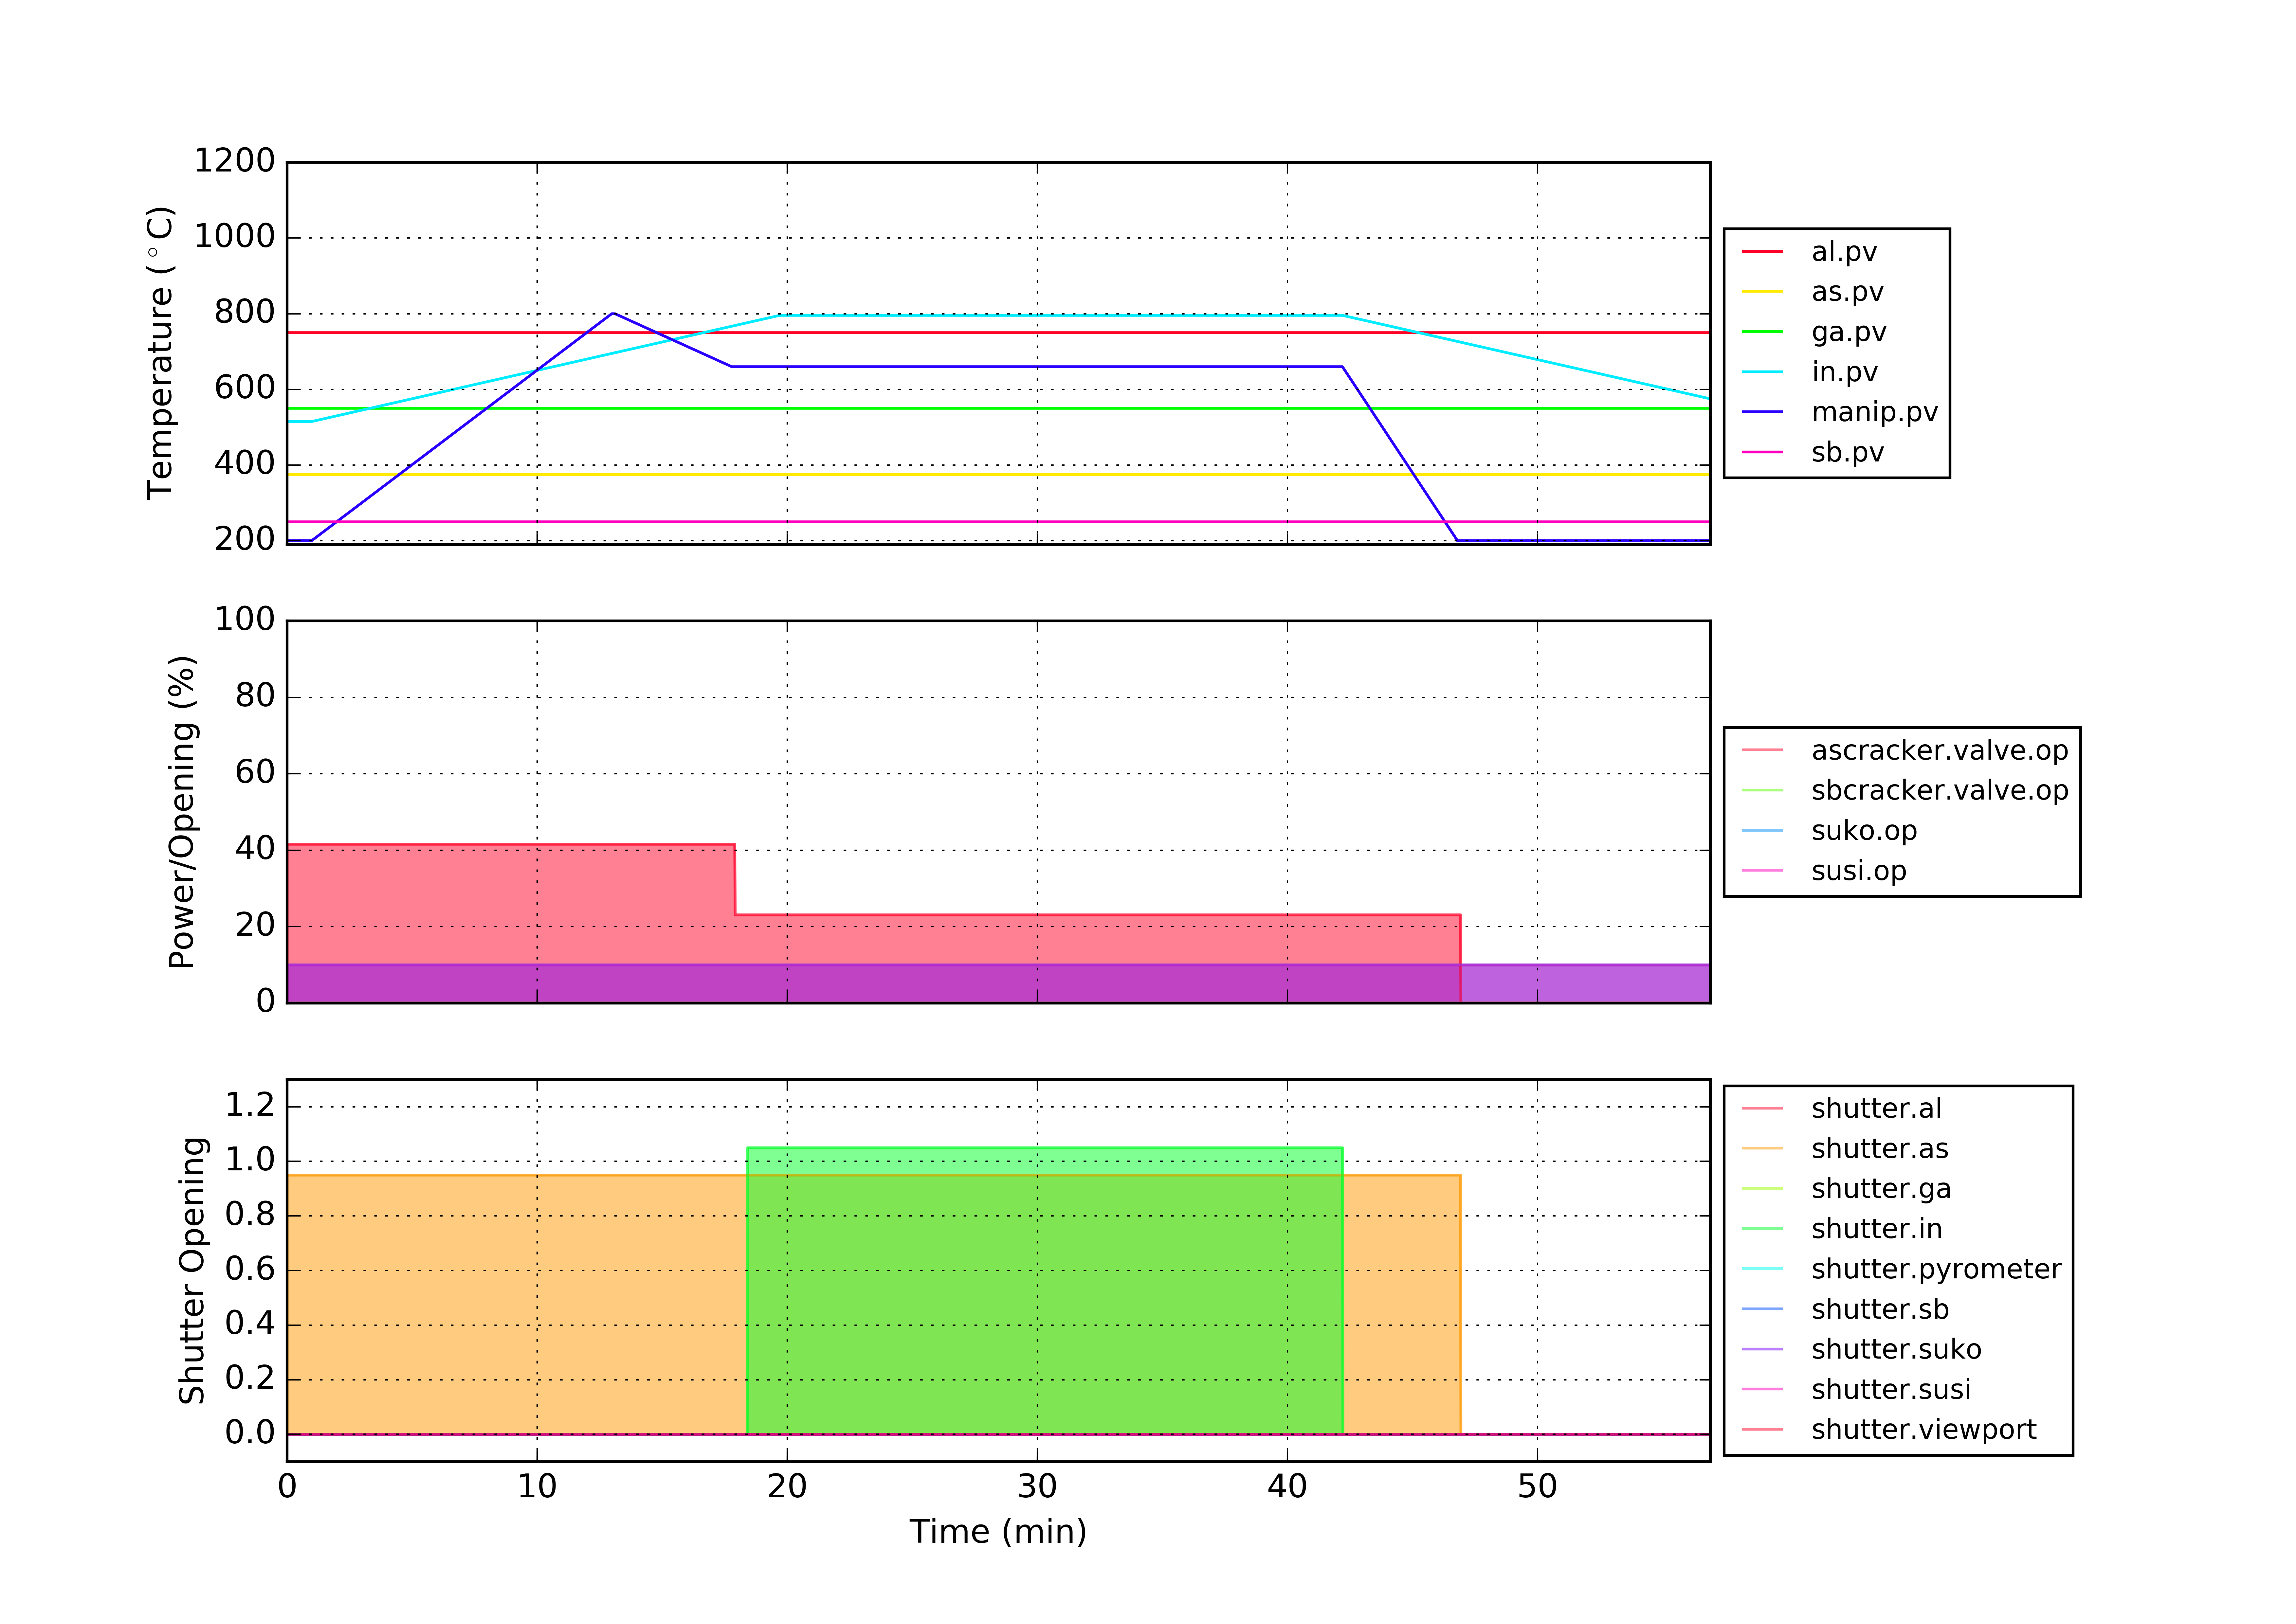 1200
1000
800
600
400
200
Temperature (°C)
al.pv
as.pv
ga.pv
in.pv
manip.pv
sb.pv
100
80
60
40
20
0
Power/Opening (%)
ascracker.valve.op
sbcracker.valve.op
suko.op
susi.op
1.2
1.0
0.8
0.6
0.4
0.2
0.0
Shutter Opening
shutter.al
shutter.as
shutter.ga
shutter.in
shutter.pyrometer
shutter.sb
shutter.suko
shutter.susi
shutter.viewport
0 10 20 30 40 50
Time (min)